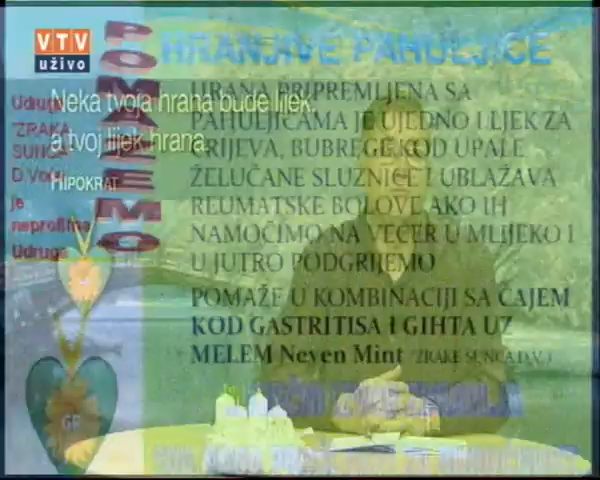 VTV
uživo
POMAŽEMO
HRANJIVE PAHULJICE
Neka tvoja hrana bude lijek,
a tvoj lijek hrana.
HIPOKRAT
Udruga
"ZRAKA
SUNCA"
D.V.
je
neprofitna
Udruga
HRANA PRIPREMLJENA SA
PAHULJICAMA JE UJEDNO I LJEK ZA
CRIJEVA, BUBREGE,KOD UPALE
ŽELUČANE SLUZNICE I UBLAŽAVA
REUMATSKE BOLOVE AKO IH
NAMOČIMO NA VEČER U MLIJEKO I
U JUTRO PODGRIJEMO
POMAŽE U KOMBINACIJI SA ČAJEM
KOD GASTRITISA I GIHTA UZ
MELEM Neven Mint "ZRAKE SUNCA D.V.)